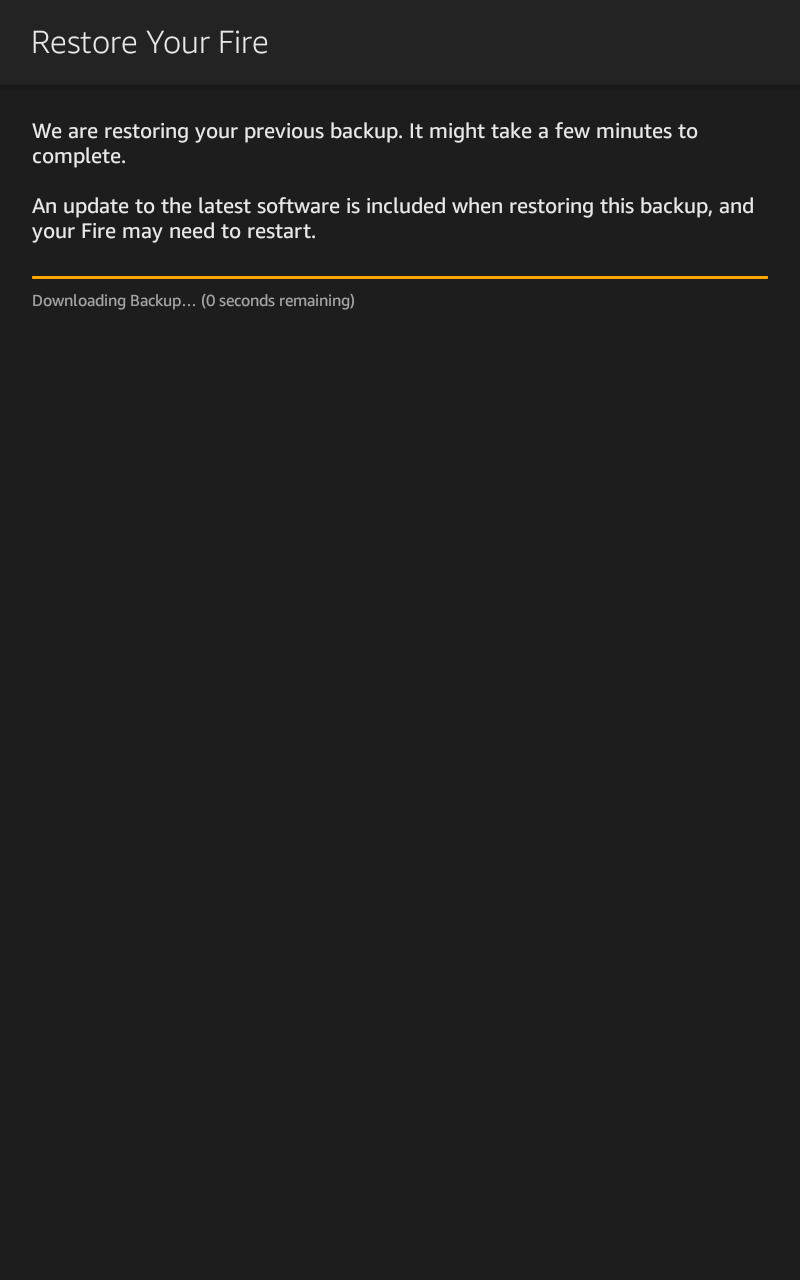 Restore Your Fire
We are restoring your previous backup. It might take a few minutes to
complete.
An update to the latest software is included when restoring this backup, and
your Fire may need to restart.
Downloading Backup… (0 seconds remaining)